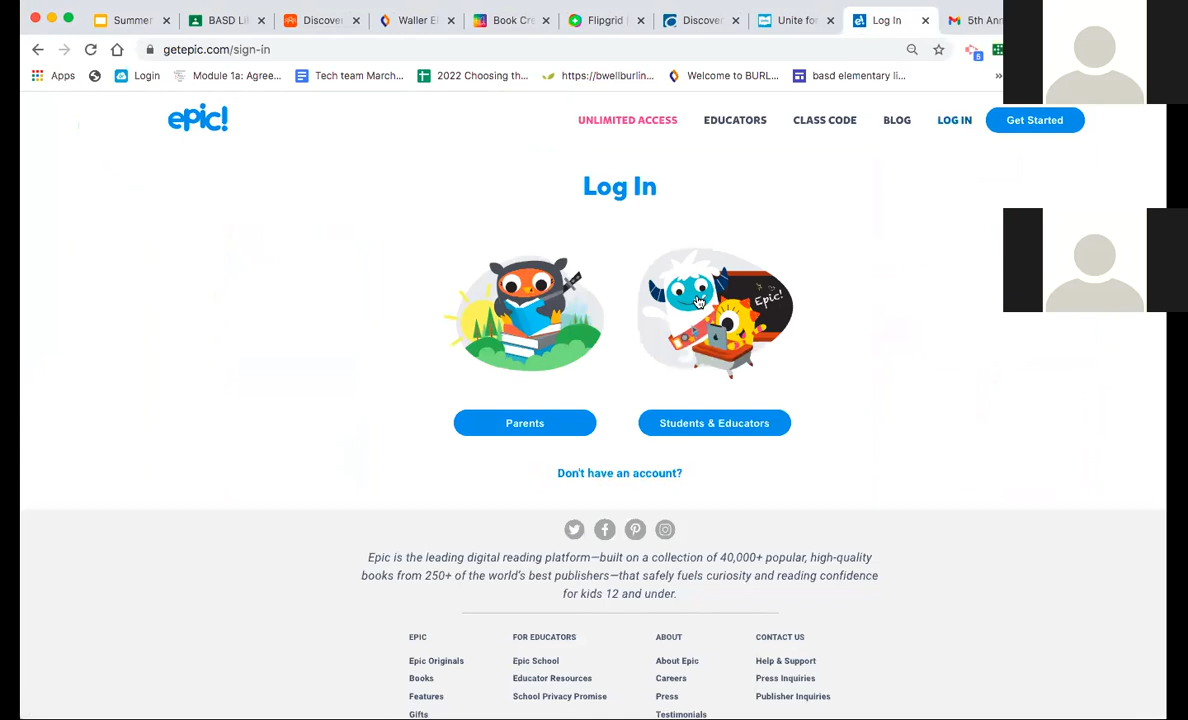 Summer
BASD Li
Discove
Waller E
Book Cr
Flipgrid
Discove
Unite fo
Log In
5th Ann
getepic.com/sign-in
5
Apps
Login
Module 1a: Agree...
Tech team March...
2022 Choosing th...
https://bwellburlin...
Welcome to BURL...
basd elementary li...
»
epic!
UNLIMITED ACCESS
EDUCATORS
CLASS CODE
BLOG
LOG IN
Get Started
Log In
Epic!
Parents
Students & Educators
Don't have an account?
Epic is the leading digital reading platform—built on a collection of 40,000+ popular, high-quality
books from 250+ of the world's best publishers—that safely fuels curiosity and reading confidence
for kids 12 and under.
EPIC
Epic Originals
Books
Features
Gifts
FOR EDUCATORS
Epic School
Educator Resources
School Privacy Promise
ABOUT
About Epic
Careers
Press
Testimonials
CONTACT US
Help & Support
Press Inquiries
Publisher Inquiries